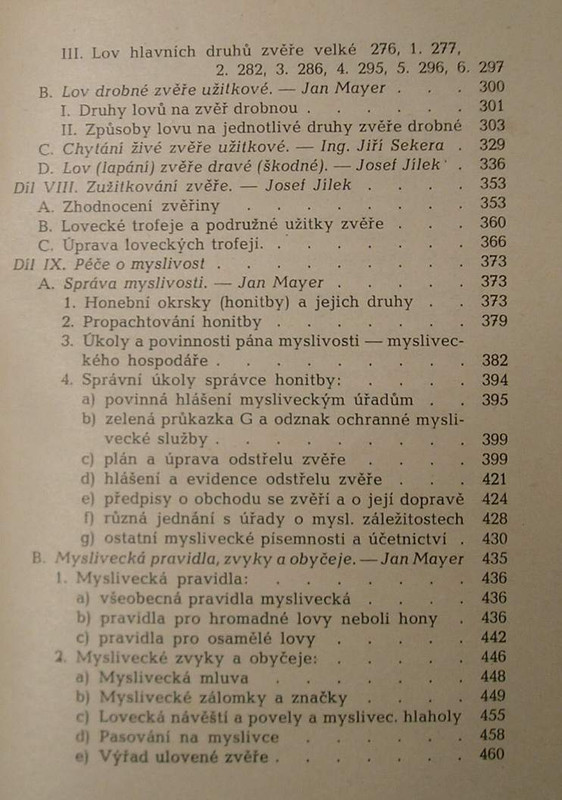 III. Lov hlavních druhů zvěře velké 276, 1. 277,
2. 282, 3. 286, 4. 295, 5. 296, 6. 297
B. Lov drobné zvěře užitkové. — Jan Mayer . . . 300
I. Druhy lovů na zvěř drobnou . . . . . . 301
II. Způsoby lovu na jednotlivé druhy zvěře drobné 303
C. Chytání živé zvěře užitkové. — Ing. Jiří Sekera . 329
D. Lov (lapání) zvěře dravé (škodné). — Josef Jílek . 336
Díl VIII. Zužitkování zvěře. — Josef Jílek . . . . 353
A. Zhodnocení zvěřiny . . . . . . . . 353
B. Lovecké trofeje a podružné užitky zvěře . . . 360
C. Úprava loveckých trofejí. . . . . . . . 366
Díl IX. Péče o myslivost . . . . . . . . . 373
A. Správa myslivosti. — Jan Mayer . . . . . 373
1. Honební okrsky (honitby) a jejich druhy . . 373
2. Propachtování honitby . . . . . . . 379
3. Úkoly a povinnosti pána myslivosti — myslivec-
kého hospodáře . . . . . . . . . 382
4. Správní úkoly správce honitby: . . . . 394
a) povinná hlášení mysliveckým úřadům . . 395
b) zelená průkazka G a odznak ochranné mysli-
vecké služby . . . . . . . . . 399
c) plán a úprava odstřelu zvěře . . . . 399
d) hlášení a evidence odstřelu zvěře . . . 421
e) předpisy o obchodu se zvěří a o její dopravě 424
f) různá jednání s úřady o mysl. záležitostech 428
g) ostatní myslivecké písemnosti a účetnictví . 430
B. Myslivecká pravidla, zvyky a obyčeje. — Jan Mayer 435
1. Myslivecká pravidla: . . . . . . . 436
a) všeobecná pravidla myslivecká . . . . 436
b) pravidla pro hromadné lovy neboli hony . 436
c) pravidla pro osamělé lovy . . . . . 442
2. Myslivecké zvyky a obyčeje: . . . . . 446
a) Myslivecká mluva . . . . . . . 448
b) Myslivecké zálomky a značky . . . . 449
c) Lovecká návěští a povely a myslivec. hlaholy 455
d) Pasování na myslivce . . . . . . 458
e) Výřad ulovené zvěře . . . . . . . 460